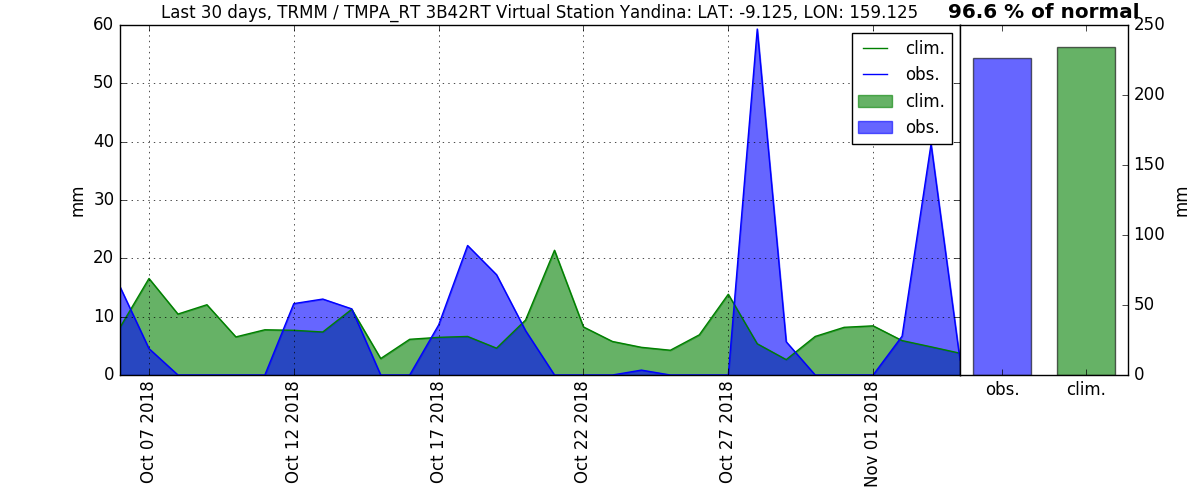 Last 30 days, TRMM / TMPA_RT 3B42RT Virtual Station Yandina: LAT: -9.125, LON: 159.125
96.6 % of normal
60
50
40
30
20
10
0
mm
clim.
obs.
clim.
obs.
250
200
150
100
50
0
mm
obs.
clim.
Oct 07 2018
Oct 12 2018
Oct 17 2018
Oct 22 2018
Oct 27 2018
Nov 01 2018